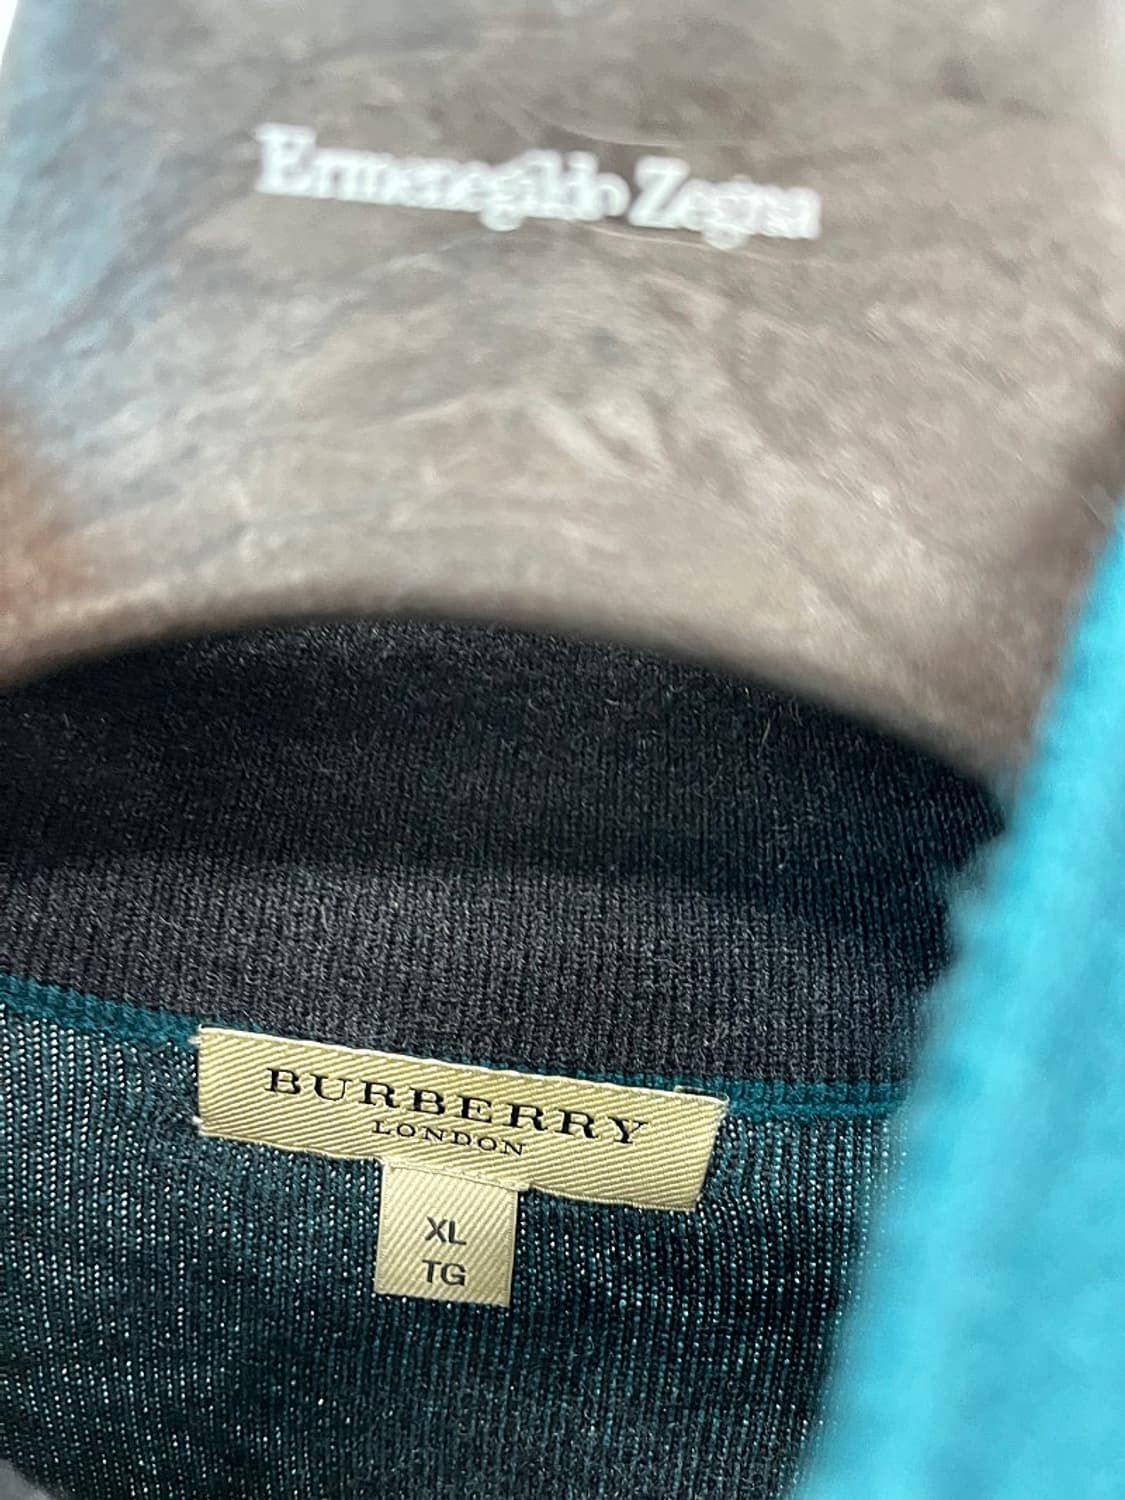 Ermenegildo Zegna
BURBERRY
LONDON
XL
TG